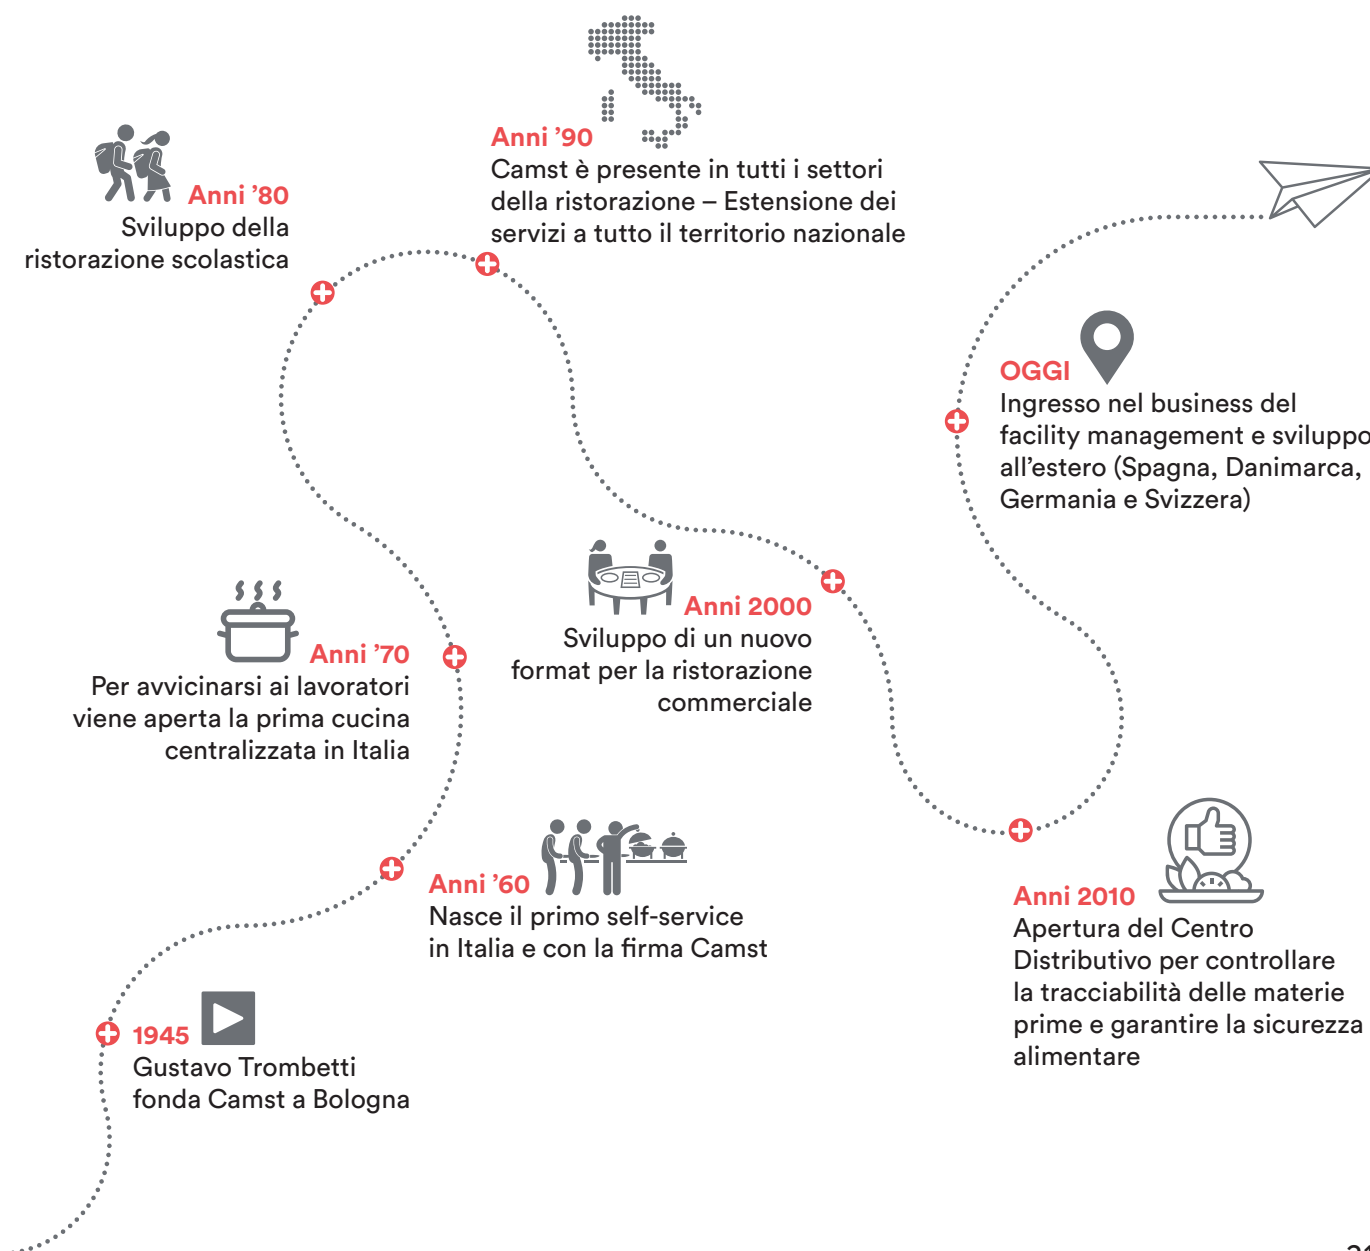 Anni ’90
Camst è presente in tutti i settori
della ristorazione – Estensione dei
servizi a tutto il territorio nazionale
Anni ’80
Sviluppo della
ristorazione scolastica
OGGI
Ingresso nel business del
facility management e sviluppo
all’estero (Spagna, Danimarca,
Germania e Svizzera)
Anni 2000
Sviluppo di un nuovo
format per la ristorazione
commerciale
Anni ’70
Per avvicinarsi ai lavoratori
viene aperta la prima cucina
centralizzata in Italia
Anni ’60
Nasce il primo self-service
in Italia e con la firma Camst
Anni 2010
Apertura del Centro
Distributivo per controllare
la tracciabilità delle materie
prime e garantire la sicurezza
alimentare
1945
Gustavo Trombetti
fonda Camst a Bologna